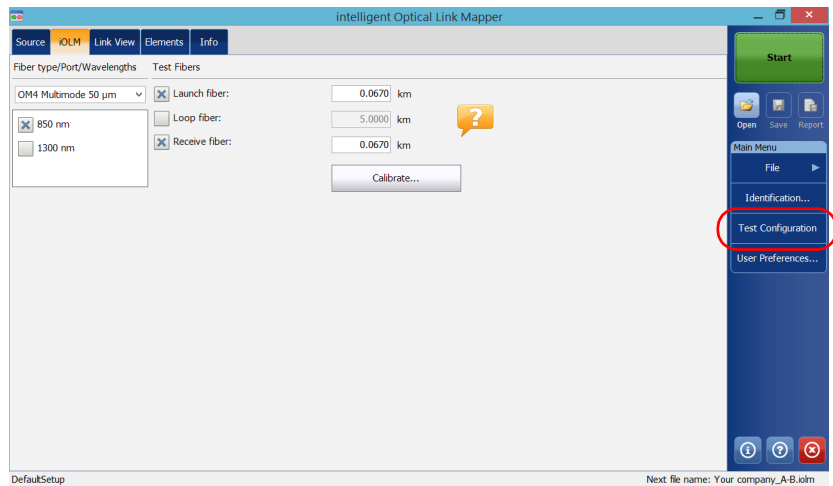 intelligent Optical Link Mapper
Source iOLM Link View Elements Info
Fiber type/Port/Wavelengths Test Fibers
OM4 Multimode 50 µm
850 nm
1300 nm
Launch fiber: 0.0670 km
Loop fiber: 5.0000 km
Receive fiber: 0.0670 km
?
Calibrate...
Start
Open Save Report
Main Menu
File
Identification...
Test Configuration
User Preferences...
DefaultSetup
Next file name: Your company_A-B.iolm